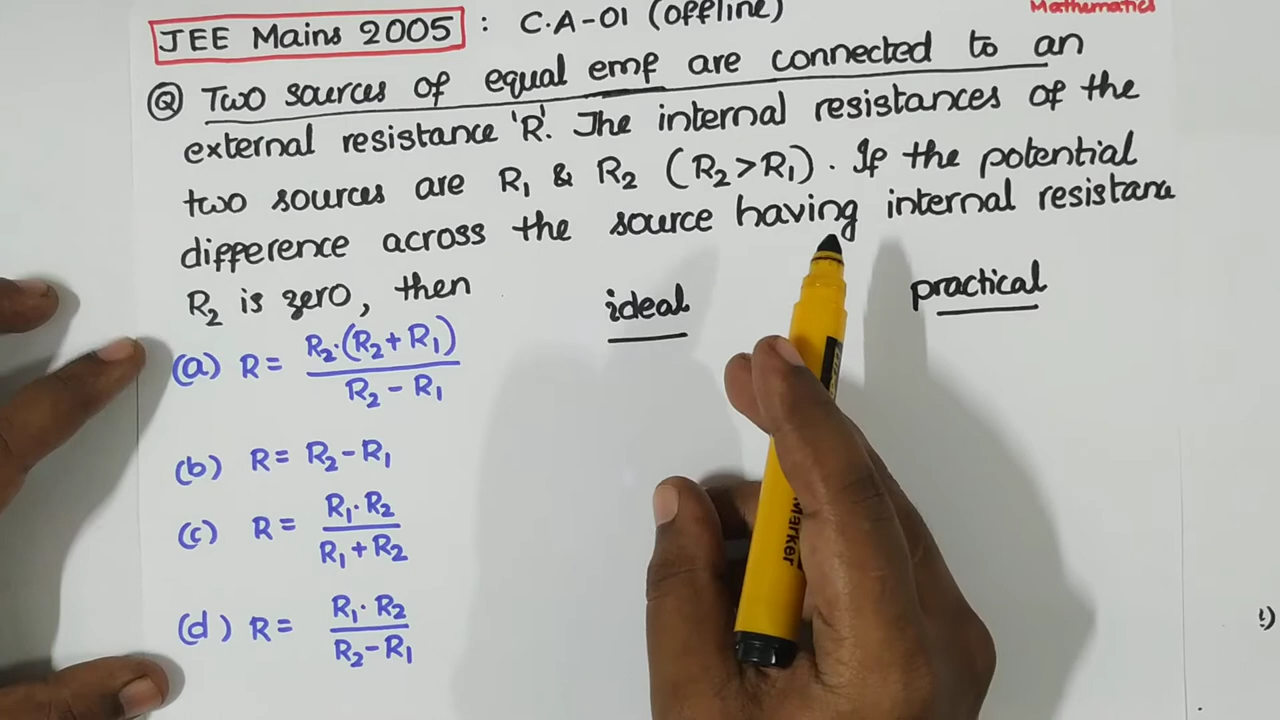 Mathematics
JEE Mains 2005 : C.A-01 (offline)
Q Two sources of equal emf are connected to an
external resistance 'R'. The internal resistances of the
two sources are R₁ & R₂ (R₂>R₁). If the potential
difference across the source having internal resistanc
R₂ is zero, then
ideal
practical
(a) R = R₂.(R₂+R₁) / R₂-R₁
(b) R = R₂-R₁
(c) R = R₁.R₂ / R₁+R₂
(d) R = R₁.R₂ / R₂-R₁
Marker